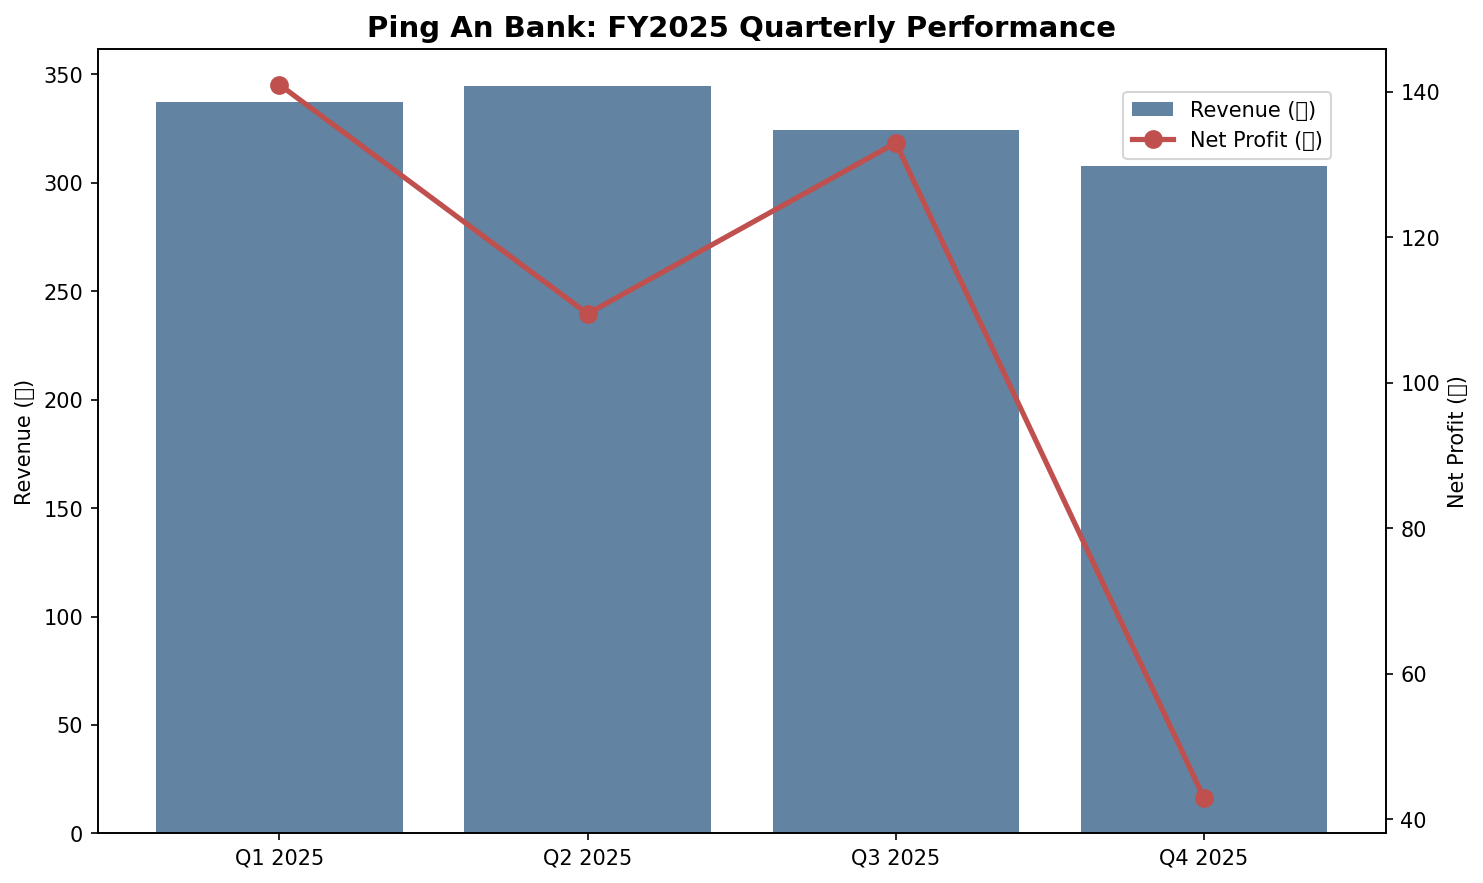 Ping An Bank: FY2025 Quarterly Performance
350
300
250
200
150
100
50
0
Revenue (▯)
140
120
100
80
60
40
Net Profit (▯)
Revenue (▯)
Net Profit (▯)
Q1 2025
Q2 2025
Q3 2025
Q4 2025